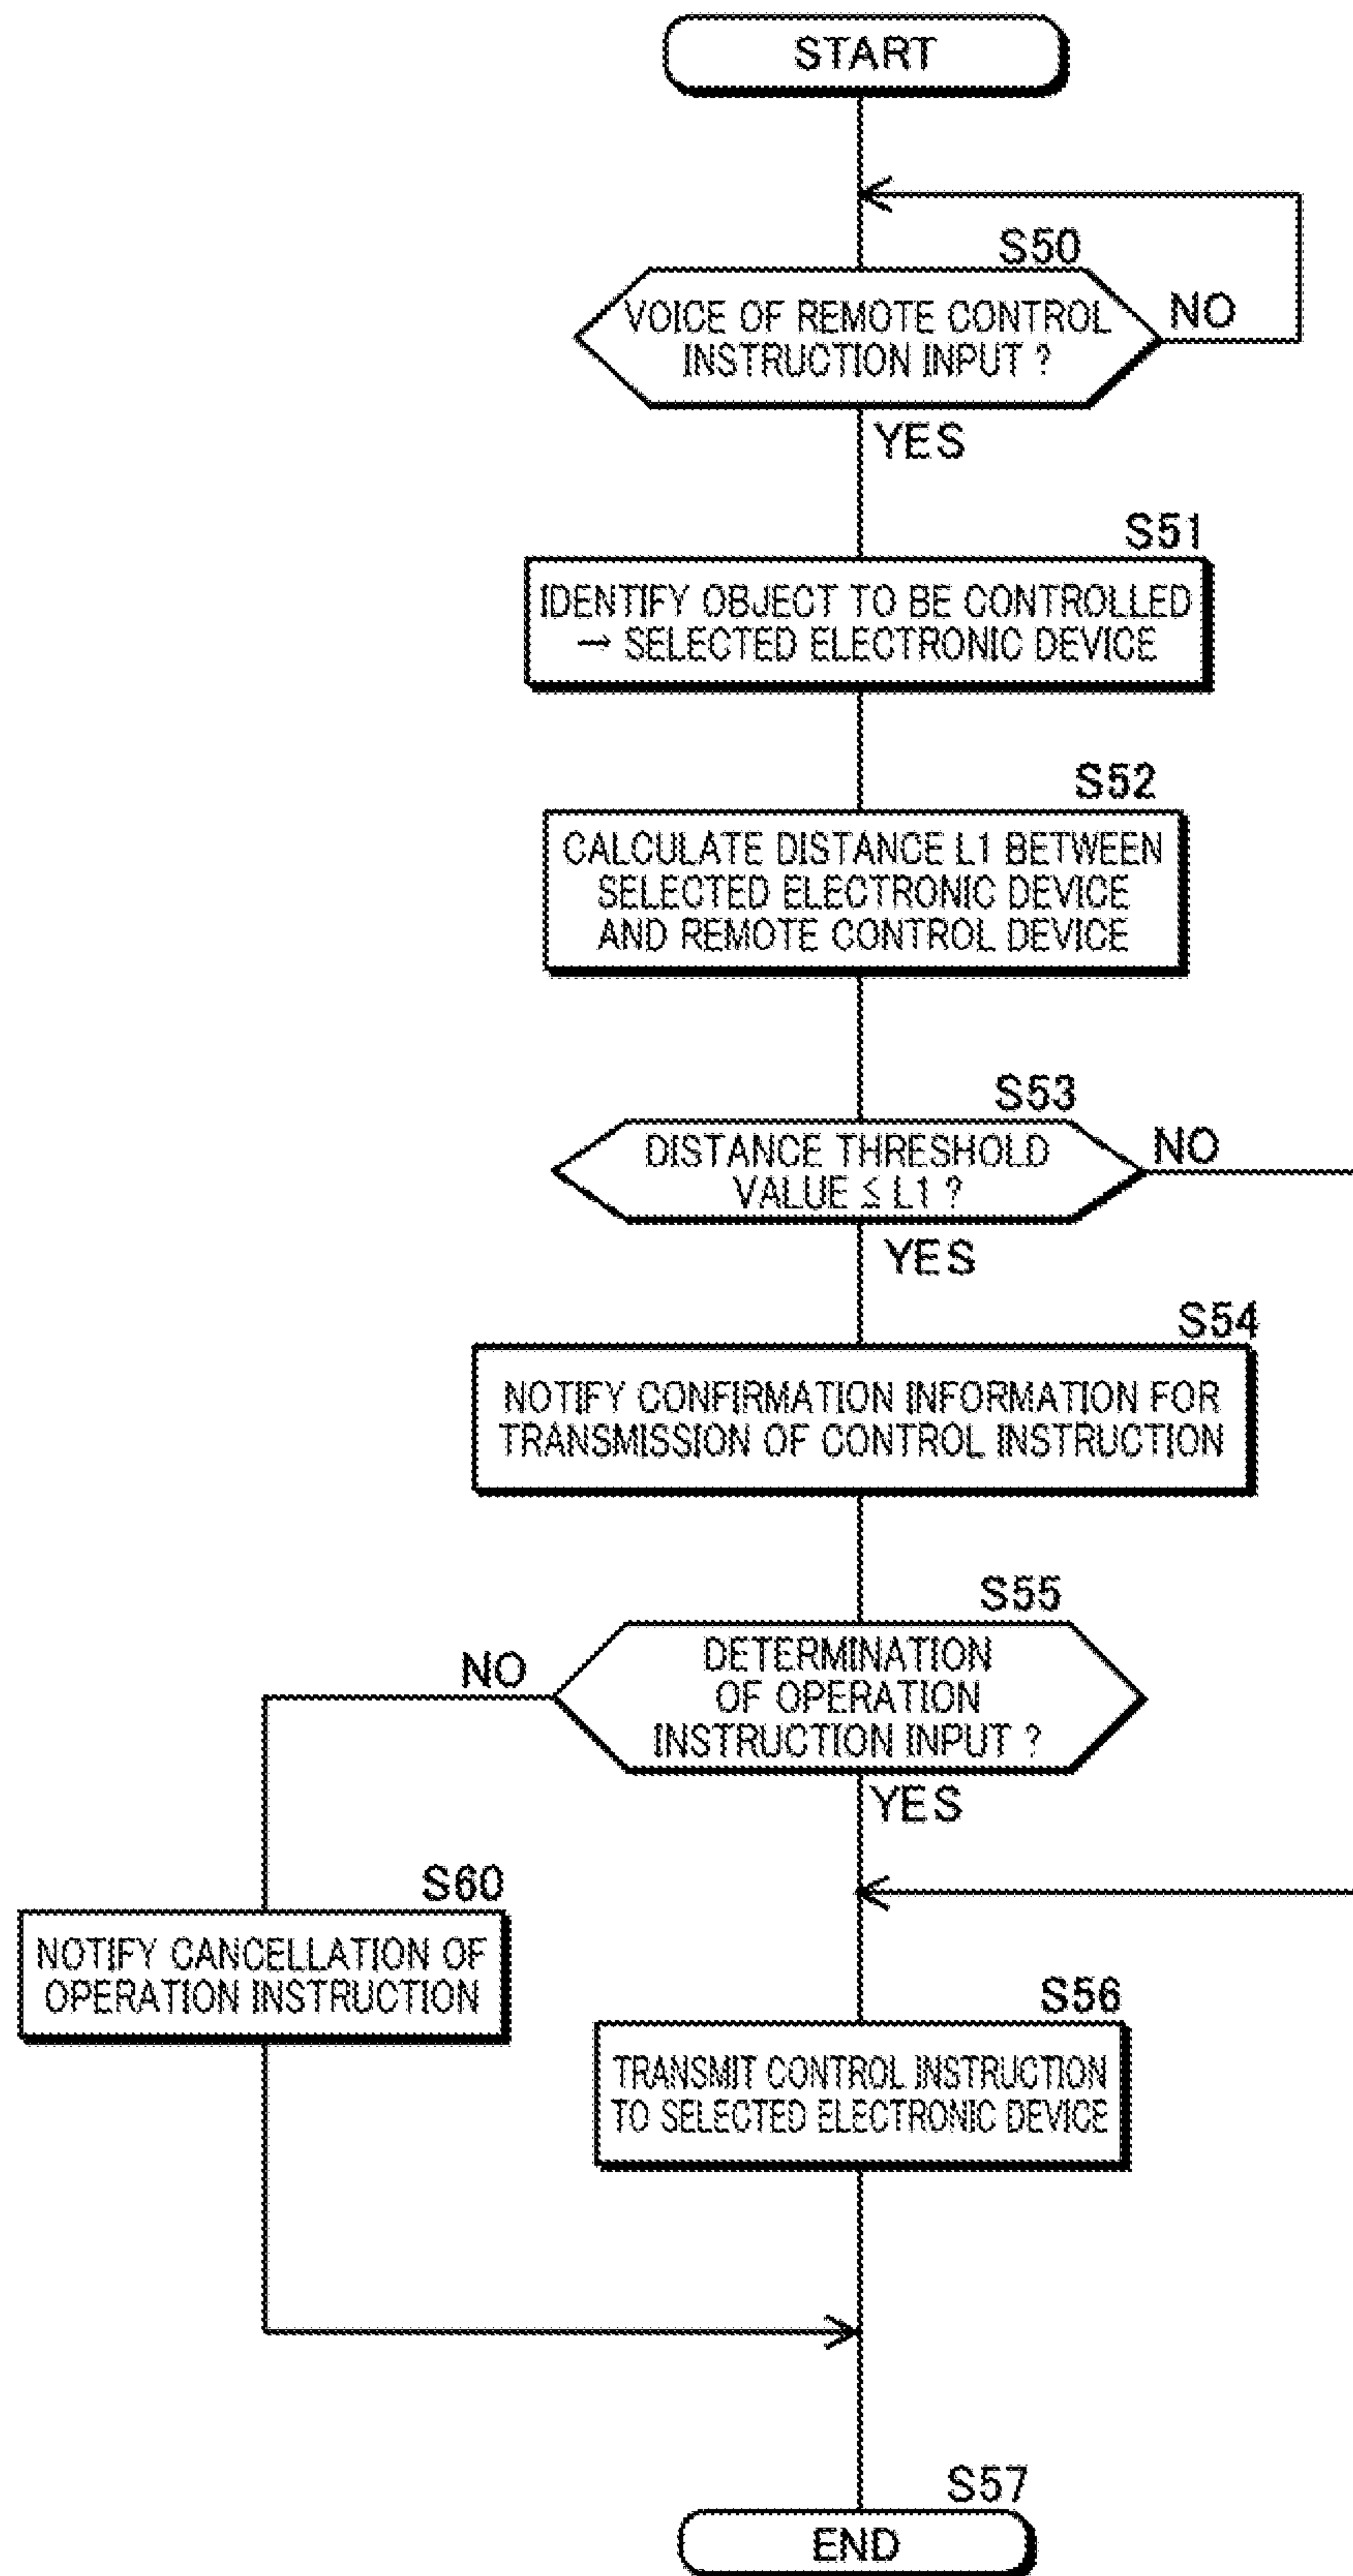 START
S50
VOICE OF REMOTE CONTROL
INSTRUCTION INPUT ?
NO
YES
S51
IDENTIFY OBJECT TO BE CONTROLLED
→ SELECTED ELECTRONIC DEVICE
S52
CALCULATE DISTANCE L1 BETWEEN
SELECTED ELECTRONIC DEVICE
AND REMOTE CONTROL DEVICE
S53
DISTANCE THRESHOLD
VALUE ≤ L1 ?
NO
YES
S54
NOTIFY CONFIRMATION INFORMATION FOR
TRANSMISSION OF CONTROL INSTRUCTION
S55
DETERMINATION
OF OPERATION
INSTRUCTION INPUT ?
NO
YES
S60
NOTIFY CANCELLATION OF
OPERATION INSTRUCTION
S56
TRANSMIT CONTROL INSTRUCTION
TO SELECTED ELECTRONIC DEVICE
S57
END